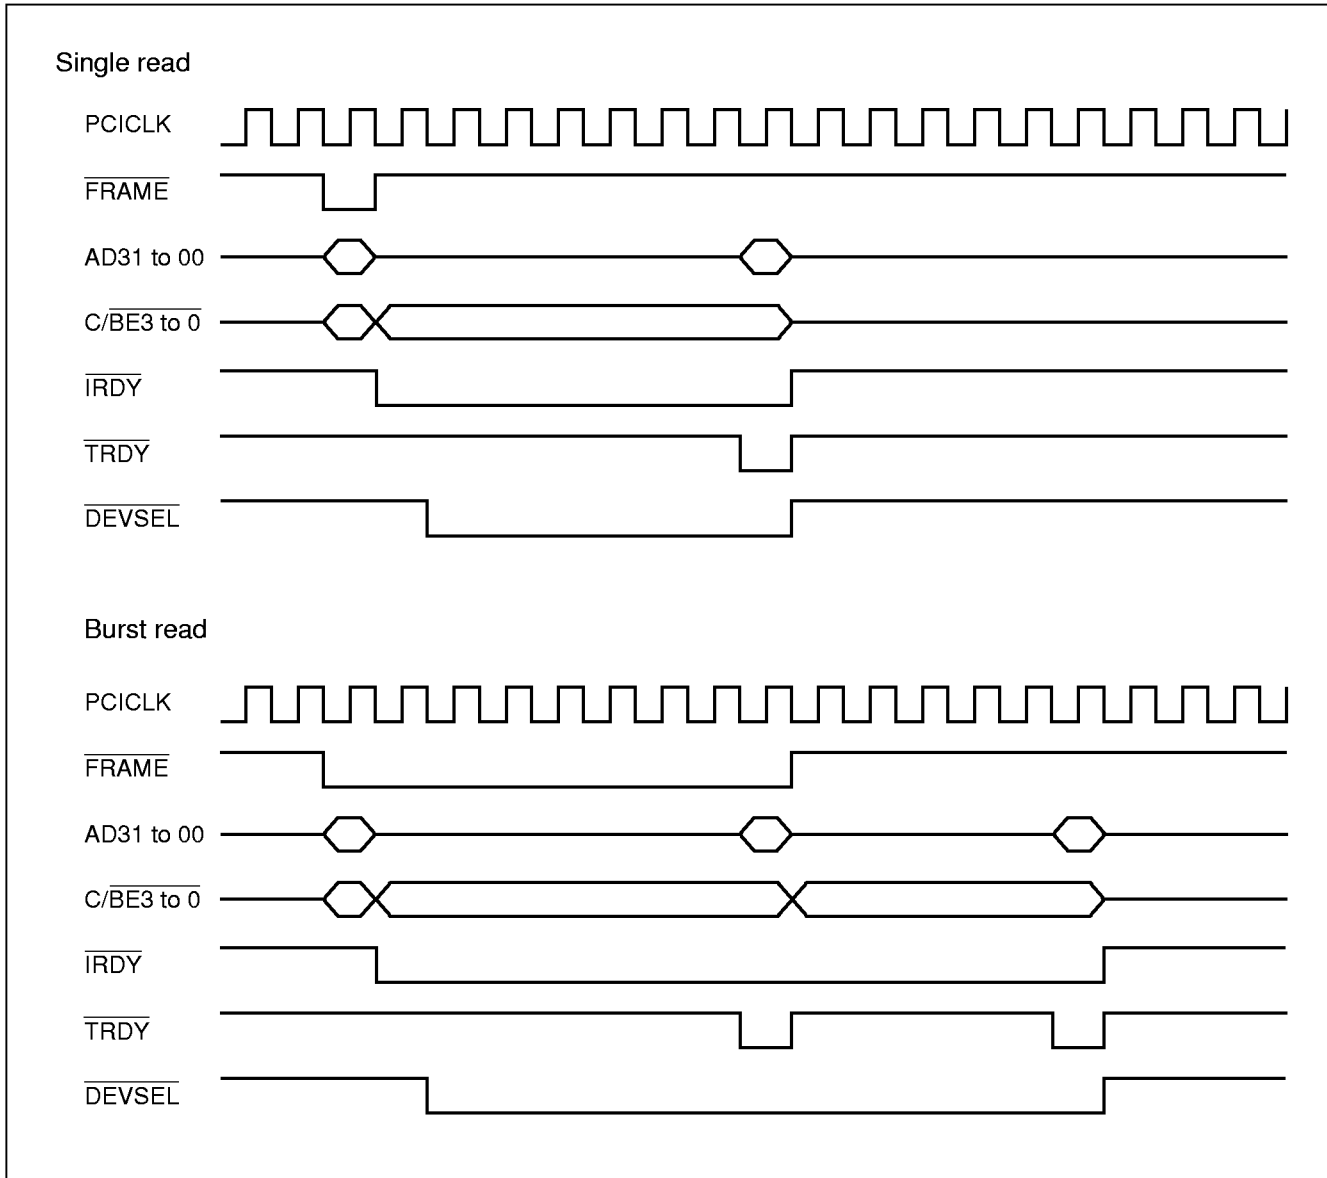 Single read
PCICLK
FRAME
AD31 to 00
C/BE3 to 0
IRDY
TRDY
DEVSEL
Burst read
PCICLK
FRAME
AD31 to 00
C/BE3 to 0
IRDY
TRDY
DEVSEL